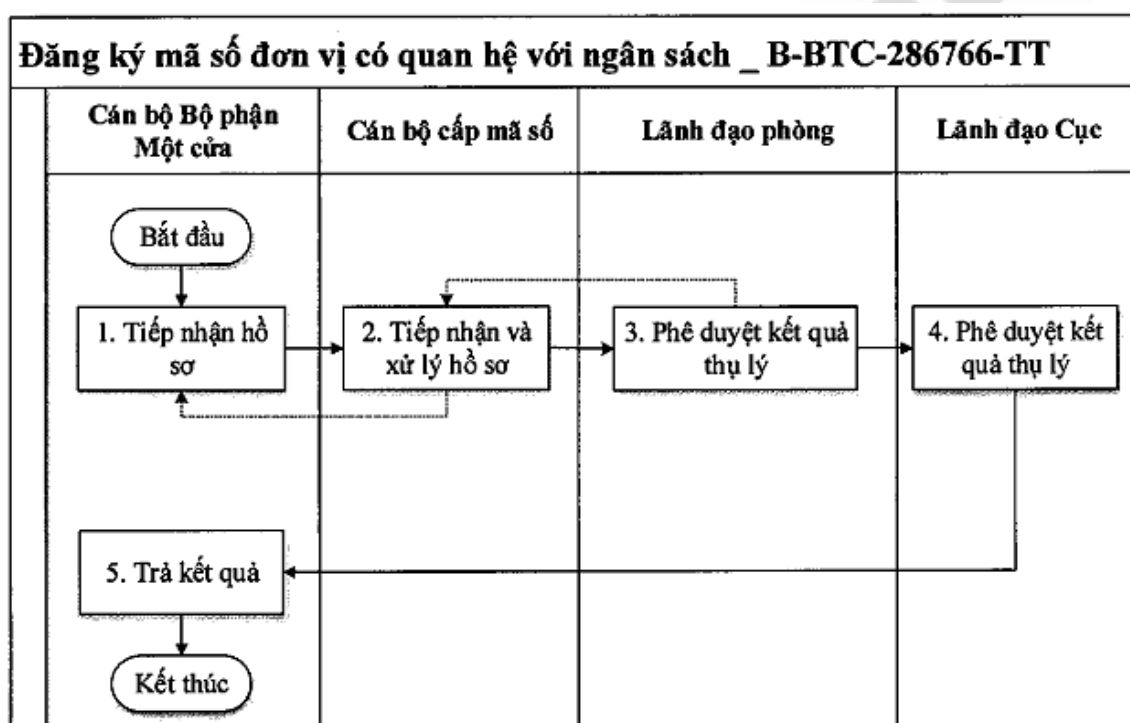 Đăng ký mã số đơn vị có quan hệ với ngân sách _ B-BTC-286766-TT
Cán bộ Bộ phận
Một cửa
Cán bộ cấp mã số
Lãnh đạo phòng
Lãnh đạo Cục
Bắt đầu
1. Tiếp nhận hồ
sơ
2. Tiếp nhận và
xử lý hồ sơ
3. Phê duyệt kết quả
thụ lý
4. Phê duyệt kết
quả thụ lý
5. Trả kết quả
Kết thúc